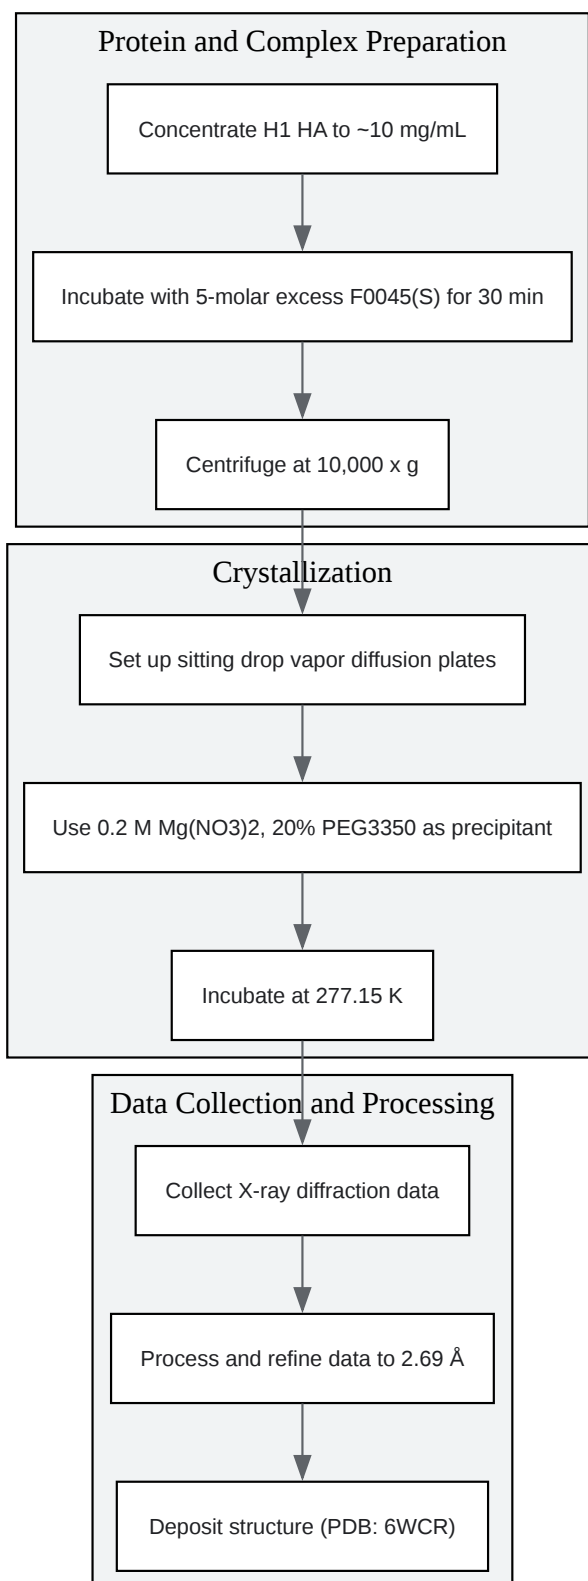 Protein and Complex Preparation
Concentrate H1 HA to ~10 mg/mL
Incubate with 5-molar excess F0045(S) for 30 min
Centrifuge at 10,000 x g
Crystallization
Set up sitting drop vapor diffusion plates
Use 0.2 M Mg(NO3)2, 20% PEG3350 as precipitant
Incubate at 277.15 K
Data Collection and Processing
Collect X-ray diffraction data
Process and refine data to 2.69 Å
Deposit structure (PDB: 6WCR)